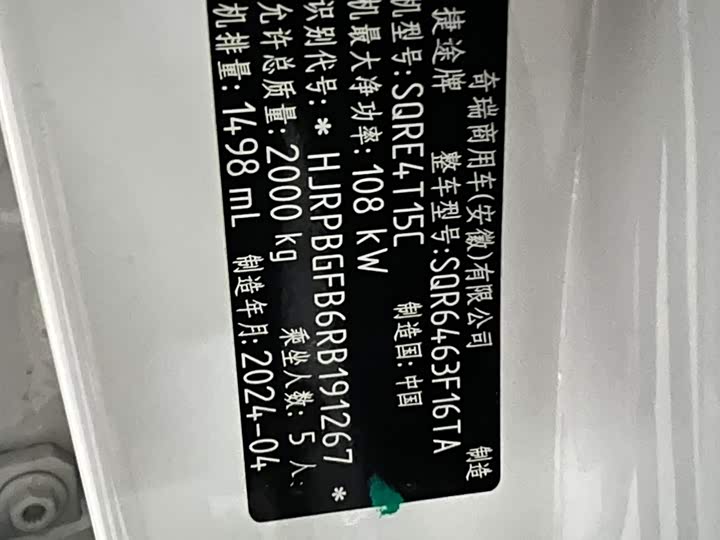 奇瑞商用车(安徽)有限公司 制造
捷途牌 整车型号:SQR6463F16TA
机型号:SQRE4T15C 制造国:中国
机最大净功率:108 kW
识别代号:* HJRPBGFB6RB191267 *
允许总质量:2000 kg 乘坐人数:5 人
机排量:1498 mL 制造年月:2024-04